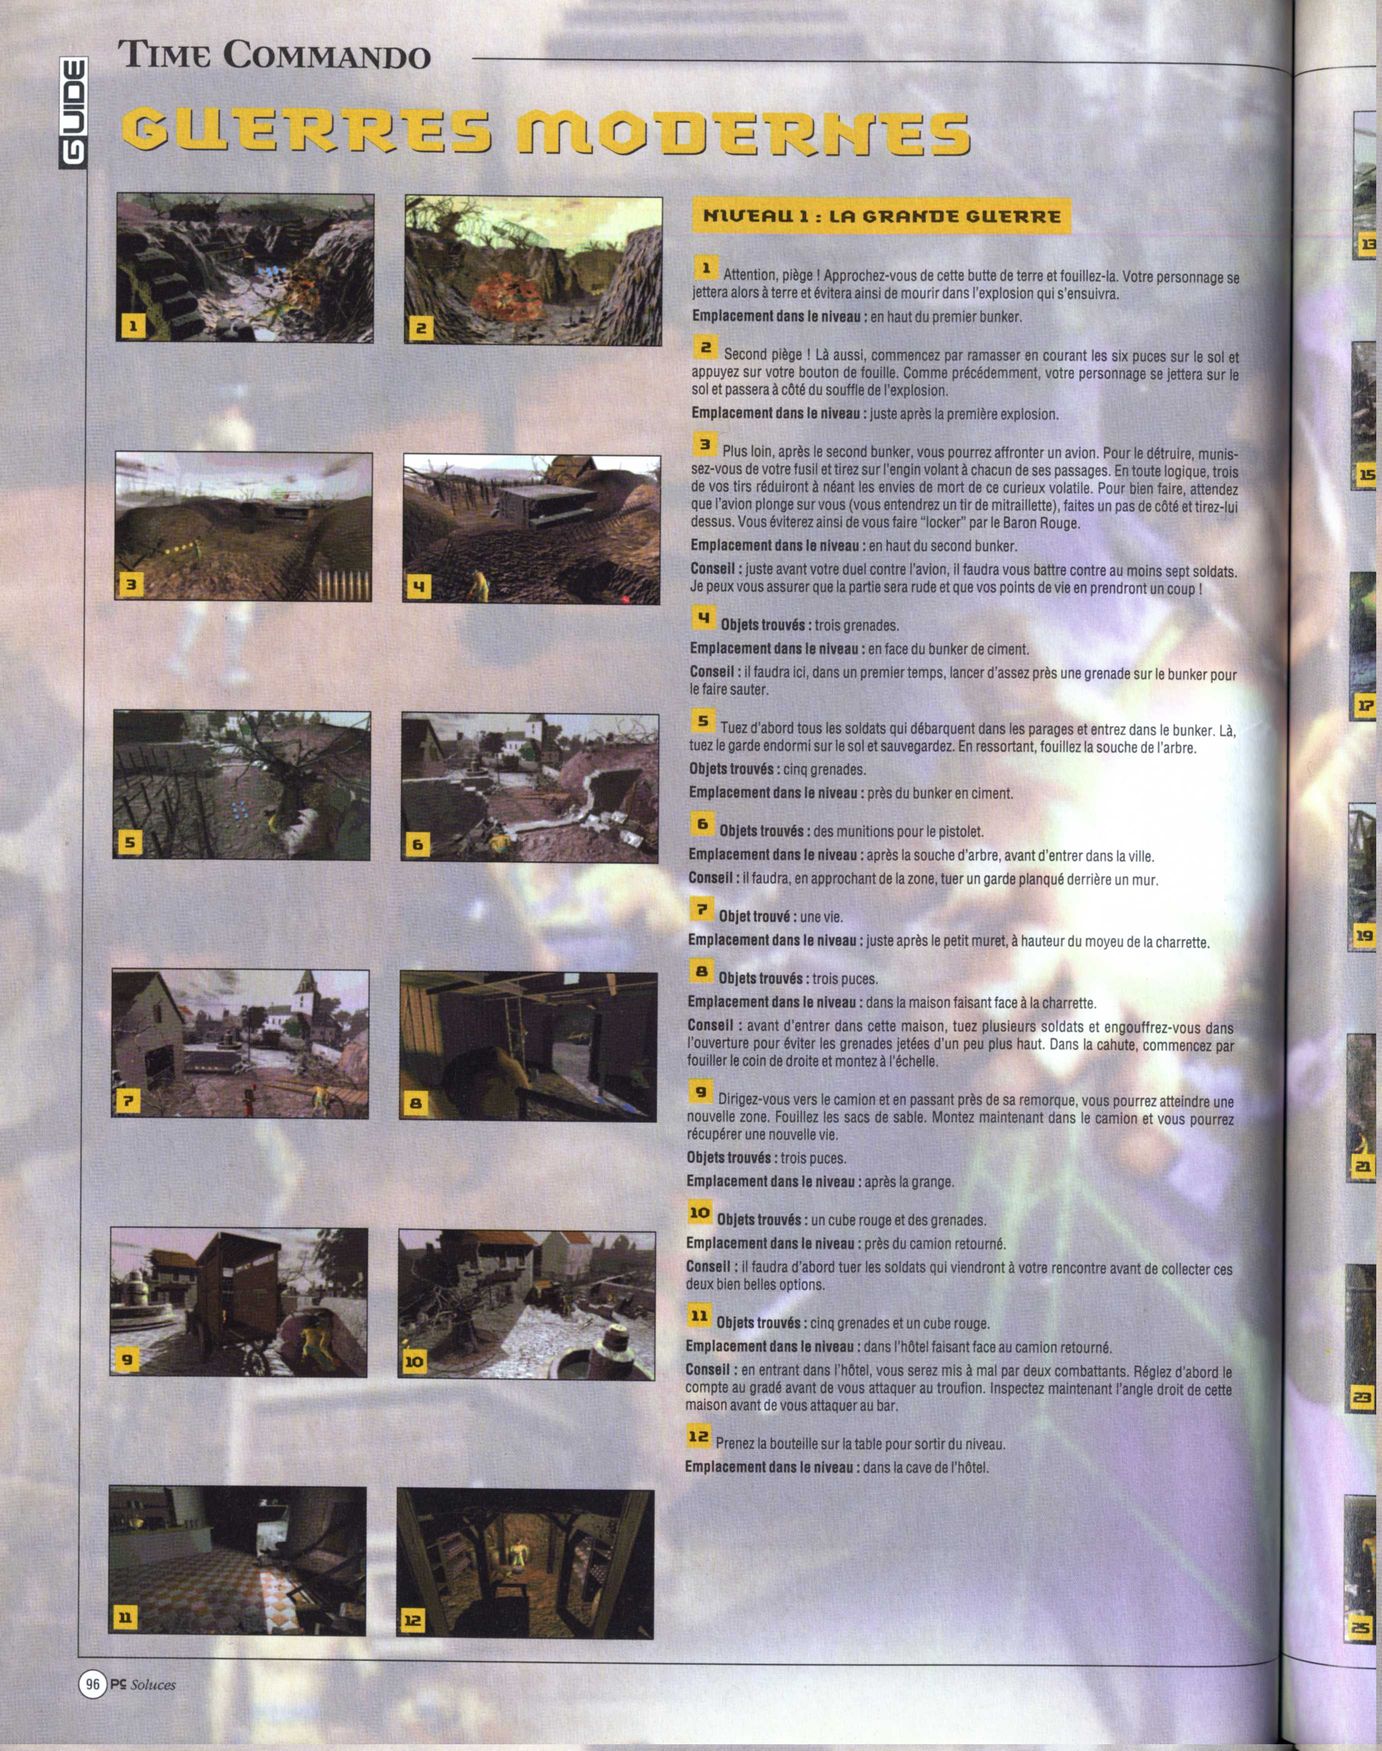 TIME COMMANDO
GUIDE
GUERRES MODERNES
1
2
3
4
5
6
7
8
9
10
11
12
NIVEAU 1 : LA GRANDE GUERRE
1 Attention, piège ! Approchez-vous de cette butte de terre et fouillez-la. Votre personnage se
jettera alors à terre et évitera ainsi de mourir dans l'explosion qui s'ensuivra.
Emplacement dans le niveau : en haut du premier bunker.
2 Second piège ! Là aussi, commencez par ramasser en courant les six puces sur le sol et
appuyez sur votre bouton de fouille. Comme précédemment, votre personnage se jettera sur le
sol et passera à côté du souffle de l'explosion.
Emplacement dans le niveau : juste après la première explosion.
3 Plus loin, après le second bunker, vous pourrez affronter un avion. Pour le détruire, munis-
sez-vous de votre fusil et tirez sur l'engin volant à chacun de ses passages. En toute logique, trois
de vos tirs réduiront à néant les envies de mort de ce curieux volatile. Pour bien faire, attendez
que l'avion plonge sur vous (vous entendrez un tir de mitraillette), faites un pas de côté et tirez-lui
dessus. Vous éviterez ainsi de vous faire "locker" par le Baron Rouge.
Emplacement dans le niveau : en haut du second bunker.
Conseil : juste avant votre duel contre l'avion, il faudra vous battre contre au moins sept soldats.
Je peux vous assurer que la partie sera rude et que vos points de vie en prendront un coup !
4 Objets trouvés : trois grenades.
Emplacement dans le niveau : en face du bunker de ciment.
Conseil : il faudra ici, dans un premier temps, lancer d'assez près une grenade sur le bunker pour
le faire sauter.
5 Tuez d'abord tous les soldats qui débarquent dans les parages et entrez dans le bunker. Là,
tuez le garde endormi sur le sol et sauvegardez. En ressortant, fouillez la souche de l'arbre.
Objets trouvés : cinq grenades.
Emplacement dans le niveau : près du bunker en ciment.
6 Objets trouvés : des munitions pour le pistolet.
Emplacement dans le niveau : après la souche d'arbre, avant d'entrer dans la ville.
Conseil : il faudra, en approchant de la zone, tuer un garde planqué derrière un mur.
7 Objet trouvé : une vie.
Emplacement dans le niveau : juste après le petit muret, à hauteur du moyeu de la charrette.
8 Objets trouvés : trois puces.
Emplacement dans le niveau : dans la maison faisant face à la charrette.
Conseil : avant d'entrer dans cette maison, tuez plusieurs soldats et engouffrez-vous dans
l'ouverture pour éviter les grenades jetées d'un peu plus haut. Dans la cahute, commencez par
fouiller le coin de droite et montez à l'échelle.
9 Dirigez-vous vers le camion et en passant près de sa remorque, vous pourrez atteindre une
nouvelle zone. Fouillez les sacs de sable. Montez maintenant dans le camion et vous pourrez
récupérer une nouvelle vie.
Objets trouvés : trois puces.
Emplacement dans le niveau : après la grange.
10 Objets trouvés : un cube rouge et des grenades.
Emplacement dans le niveau : près du camion retourné.
Conseil : il faudra d'abord tuer les soldats qui viendront à votre rencontre avant de collecter ces
deux bien belles options.
11 Objets trouvés : cinq grenades et un cube rouge.
Emplacement dans le niveau : dans l'hôtel faisant face au camion retourné.
Conseil : en entrant dans l'hôtel, vous serez mis à mal par deux combattants. Réglez d'abord le
compte au gradé avant de vous attaquer au troufion. Inspectez maintenant l'angle droit de cette
maison avant de vous attaquer au bar.
12 Prenez la bouteille sur la table pour sortir du niveau.
Emplacement dans le niveau : dans la cave de l'hôtel.
96 PC Soluces
13
15
17
19
21
23
25